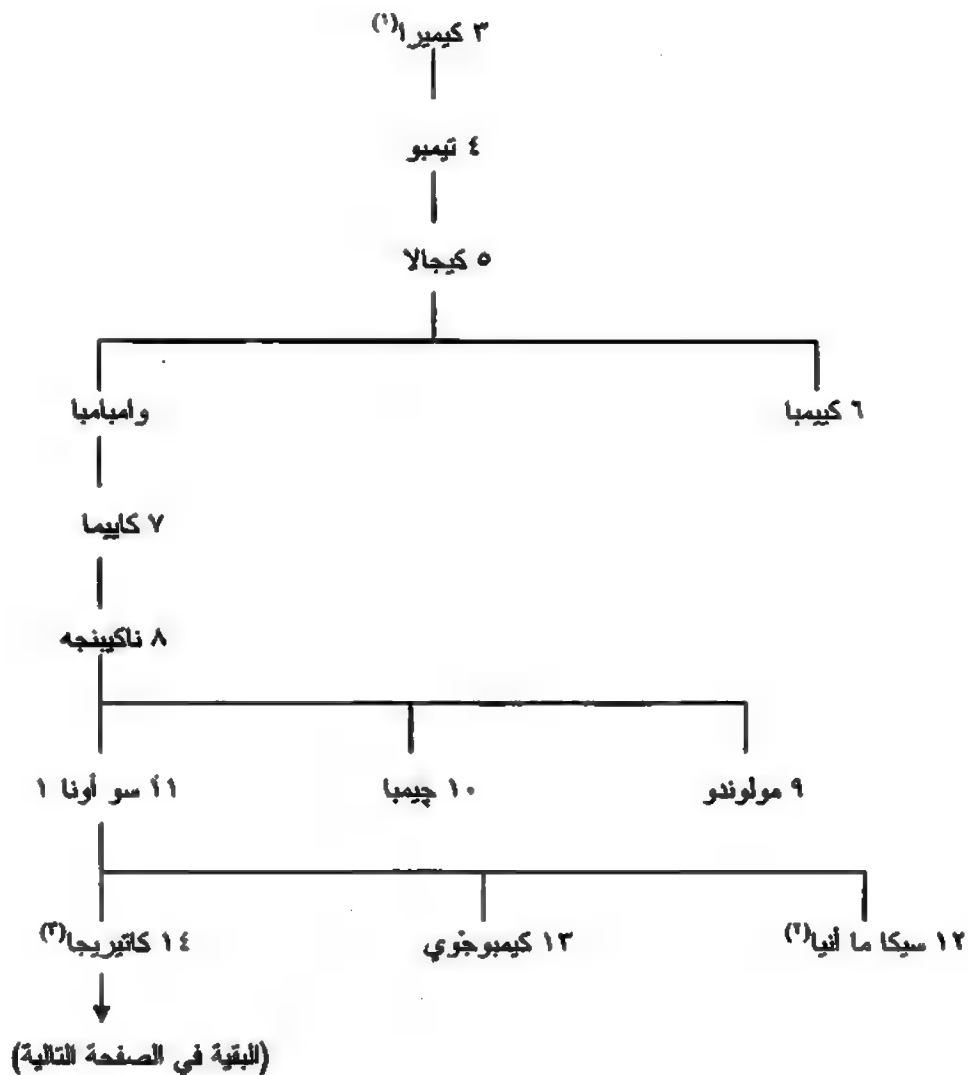 ٣ كيميرا(١)
٤ تيمبو
٥ كيجالا
٦ كييمبا
وامبامبا
٧ كاييما
٨ ناكيبنجه
٩ مولوندو
١٠ چيمبا
١١ سو أونا ١
١٢ سيكا ما أنيا(٢)
١٣ كيمبوجوي
١٤ كاتيريجا(٣)
(البقية في الصفحة التالية)